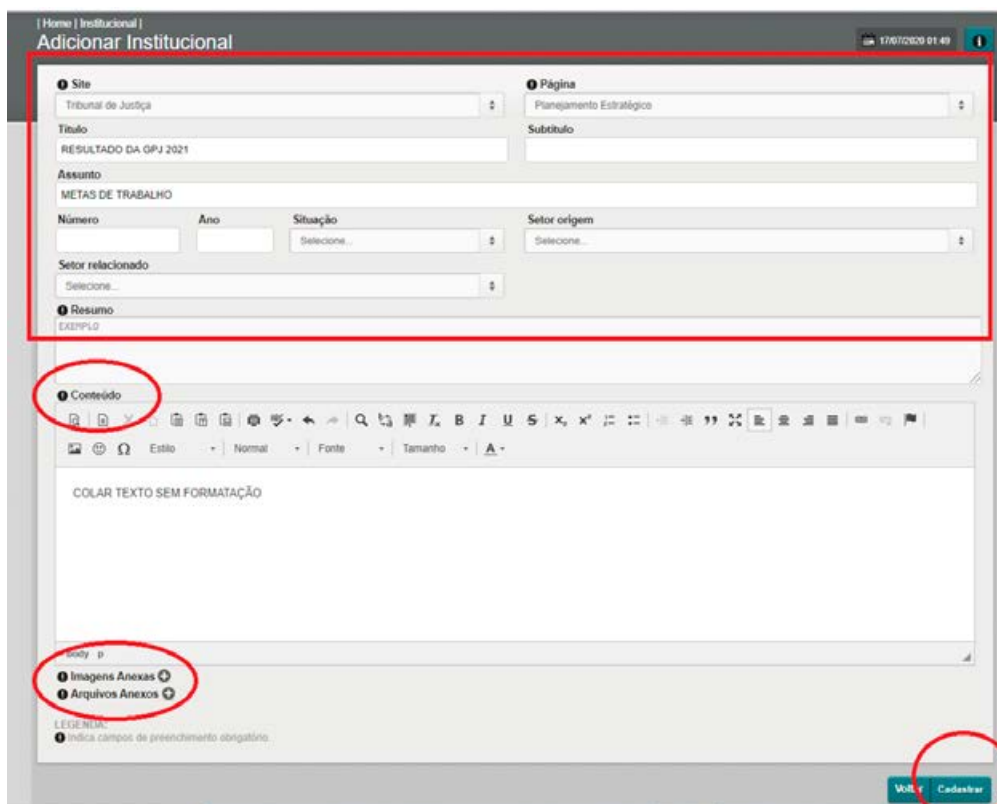 | Home | Institucional |
Adicionar Institucional
17/07/2020 01:49
Site
Página
Tribunal de Justiça
Planejamento Estratégico
Título
Subtítulo
RESULTADO DA GPJ 2021
Assunto
METAS DE TRABALHO
Número Ano Situação Setor origem
Selecione... Selecione...
Setor relacionado
Selecione...
Resumo
EXEMPLO
Conteúdo
Estilo Normal Fonte Tamanho A
COLAR TEXTO SEM FORMATAÇÃO
body p
Imagens Anexas
Arquivos Anexos
LEGENDA:
Indica campos de preenchimento obrigatório.
Voltar Cadastrar